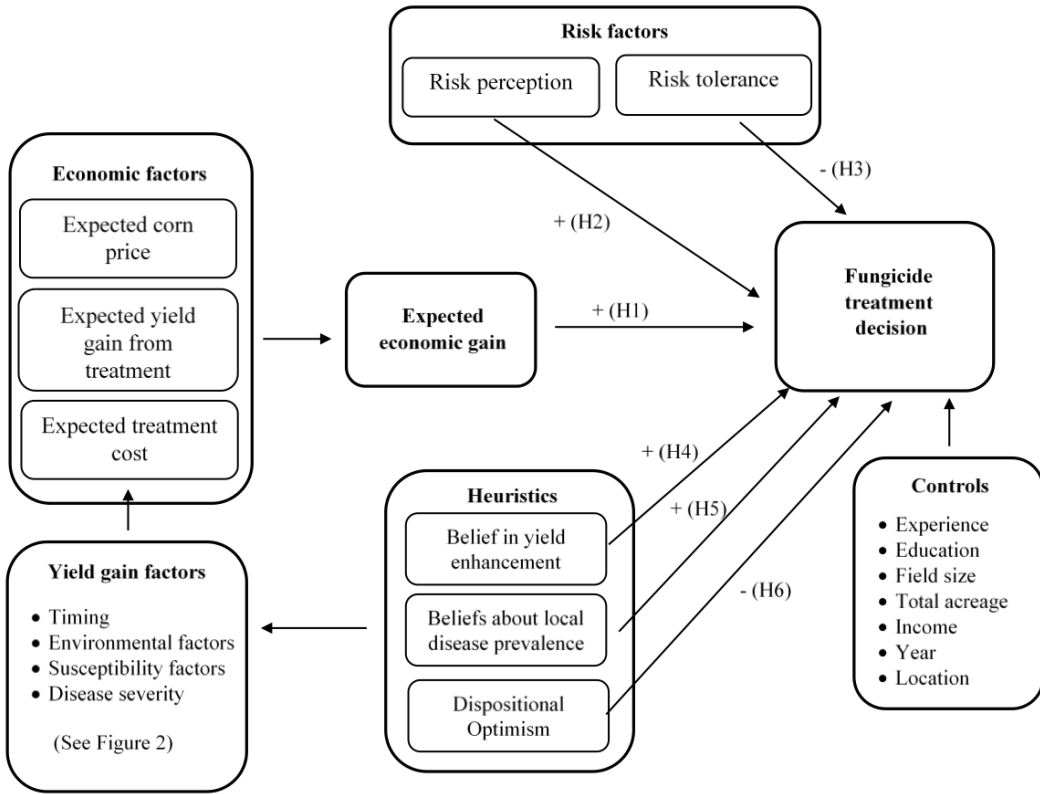 Risk factors
Risk perception
Risk tolerance
- (H3)
+ (H2)
Economic factors
Expected corn
price
Expected yield
gain from
treatment
Expected treatment
cost
Expected
economic gain
+ (H1)
Fungicide
treatment
decision
+ (H4)
+ (H5)
- (H6)
Heuristics
Belief in yield
enhancement
Beliefs about local
disease prevalence
Dispositional
Optimism
Yield gain factors
• Timing
• Environmental factors
• Susceptibility factors
• Disease severity
(See Figure 2)
Controls
• Experience
• Education
• Field size
• Total acreage
• Income
• Year
• Location